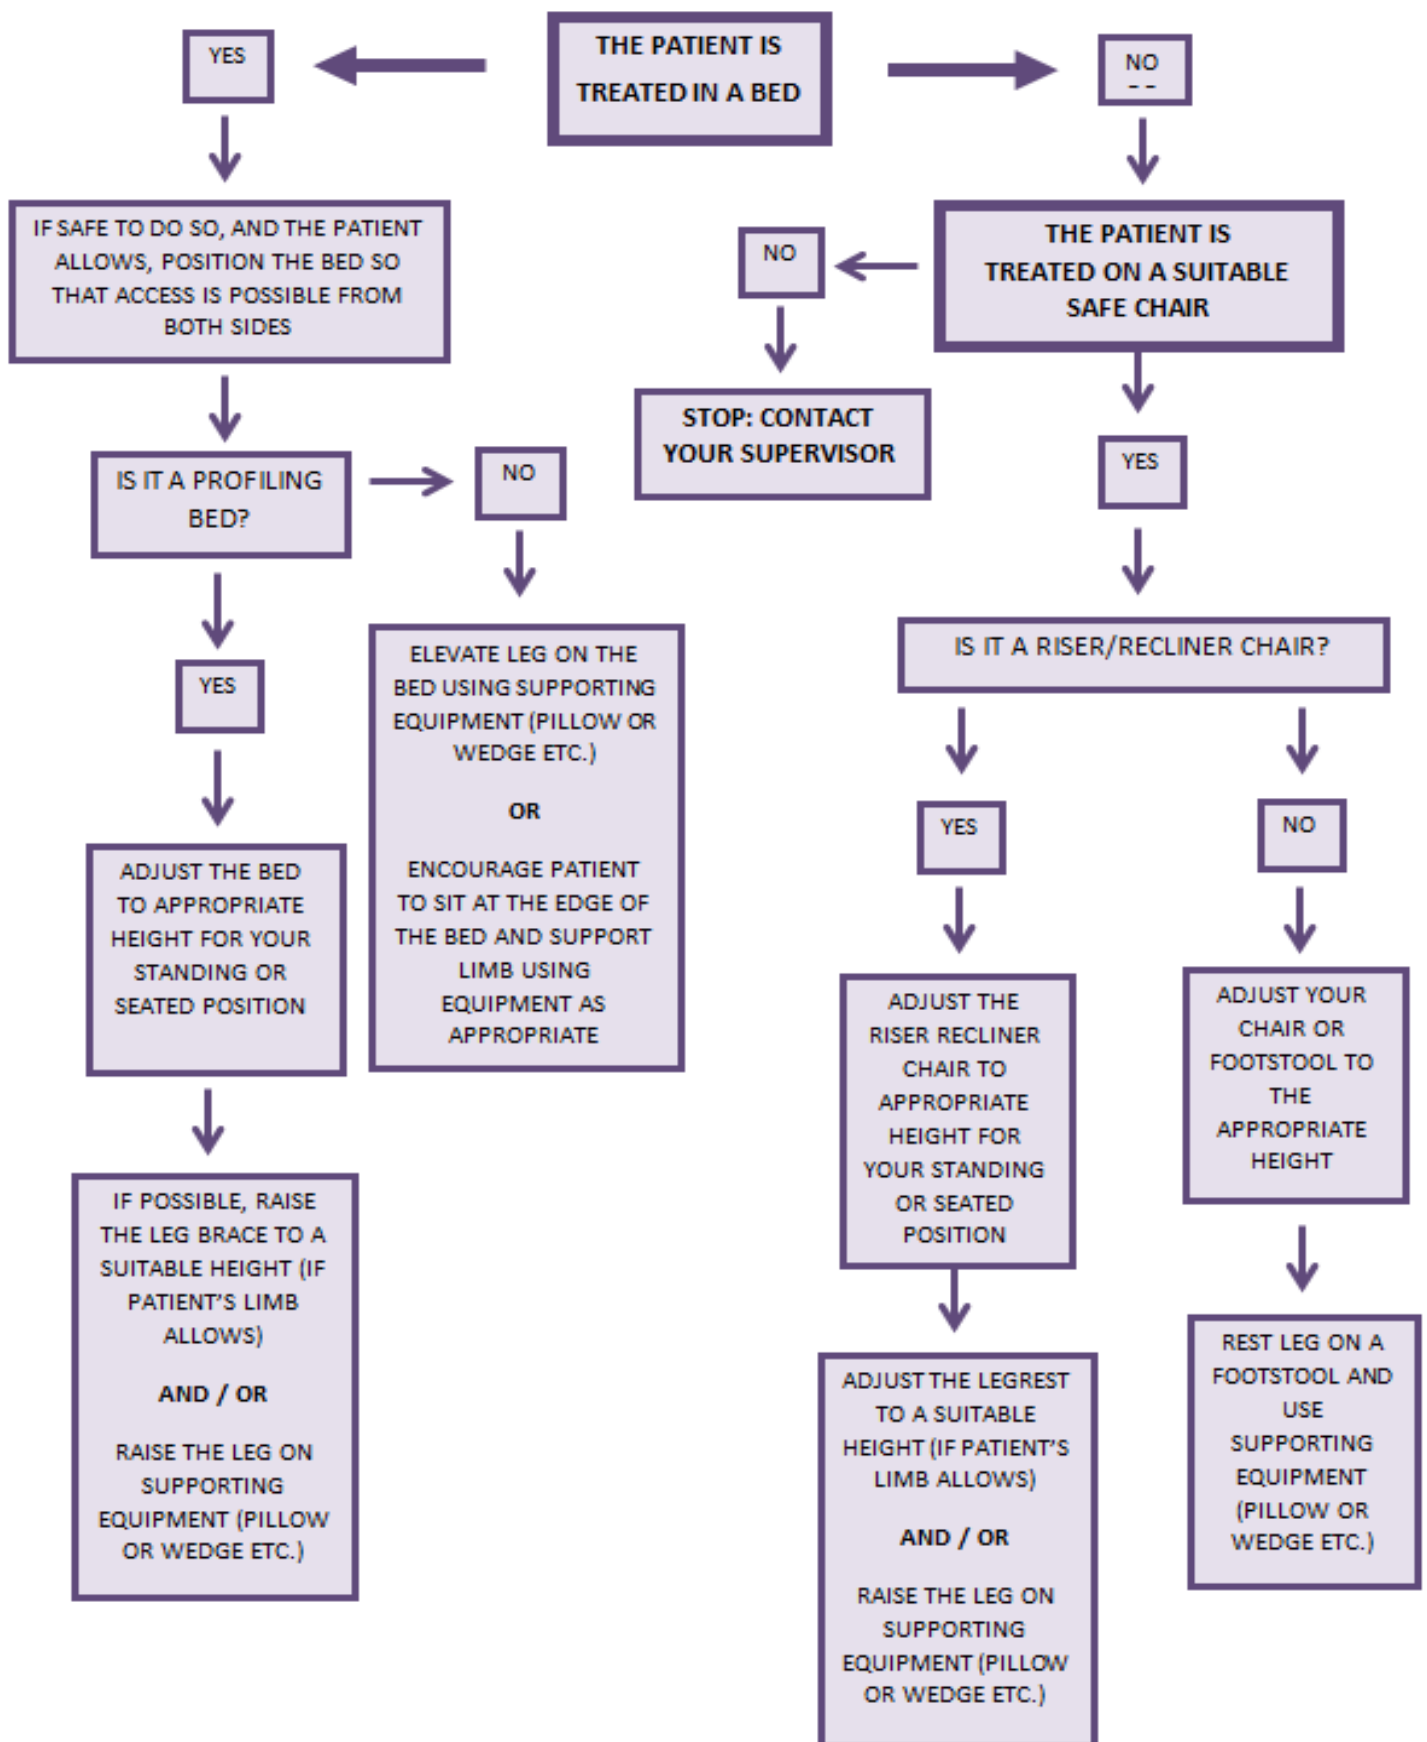 THE PATIENT IS
TREATED IN A BED
YES
NO
IF SAFE TO DO SO, AND THE PATIENT
ALLOWS, POSITION THE BED SO
THAT ACCESS IS POSSIBLE FROM
BOTH SIDES
NO
THE PATIENT IS
TREATED ON A SUITABLE
SAFE CHAIR
STOP: CONTACT
YOUR SUPERVISOR
YES
IS IT A PROFILING
BED?
NO
YES
ELEVATE LEG ON THE
BED USING SUPPORTING
EQUIPMENT (PILLOW OR
WEDGE ETC.)
OR
ENCOURAGE PATIENT
TO SIT AT THE EDGE OF
THE BED AND SUPPORT
LIMB USING
EQUIPMENT AS
APPROPRIATE
IS IT A RISER/RECLINER CHAIR?
YES
NO
ADJUST THE BED
TO APPROPRIATE
HEIGHT FOR YOUR
STANDING OR
SEATED POSITION
ADJUST THE
RISER RECLINER
CHAIR TO
APPROPRIATE
HEIGHT FOR
YOUR STANDING
OR SEATED
POSITION
ADJUST YOUR
CHAIR OR
FOOTSTOOL TO
THE
APPROPRIATE
HEIGHT
IF POSSIBLE, RAISE
THE LEG BRACE TO A
SUITABLE HEIGHT (IF
PATIENT'S LIMB
ALLOWS)
AND / OR
RAISE THE LEG ON
SUPPORTING
EQUIPMENT (PILLOW
OR WEDGE ETC.)
ADJUST THE LEGREST
TO A SUITABLE
HEIGHT (IF PATIENT'S
LIMB ALLOWS)
AND / OR
RAISE THE LEG ON
SUPPORTING
EQUIPMENT (PILLOW
OR WEDGE ETC.)
REST LEG ON A
FOOTSTOOL AND
USE
SUPPORTING
EQUIPMENT
(PILLOW OR
WEDGE ETC.)